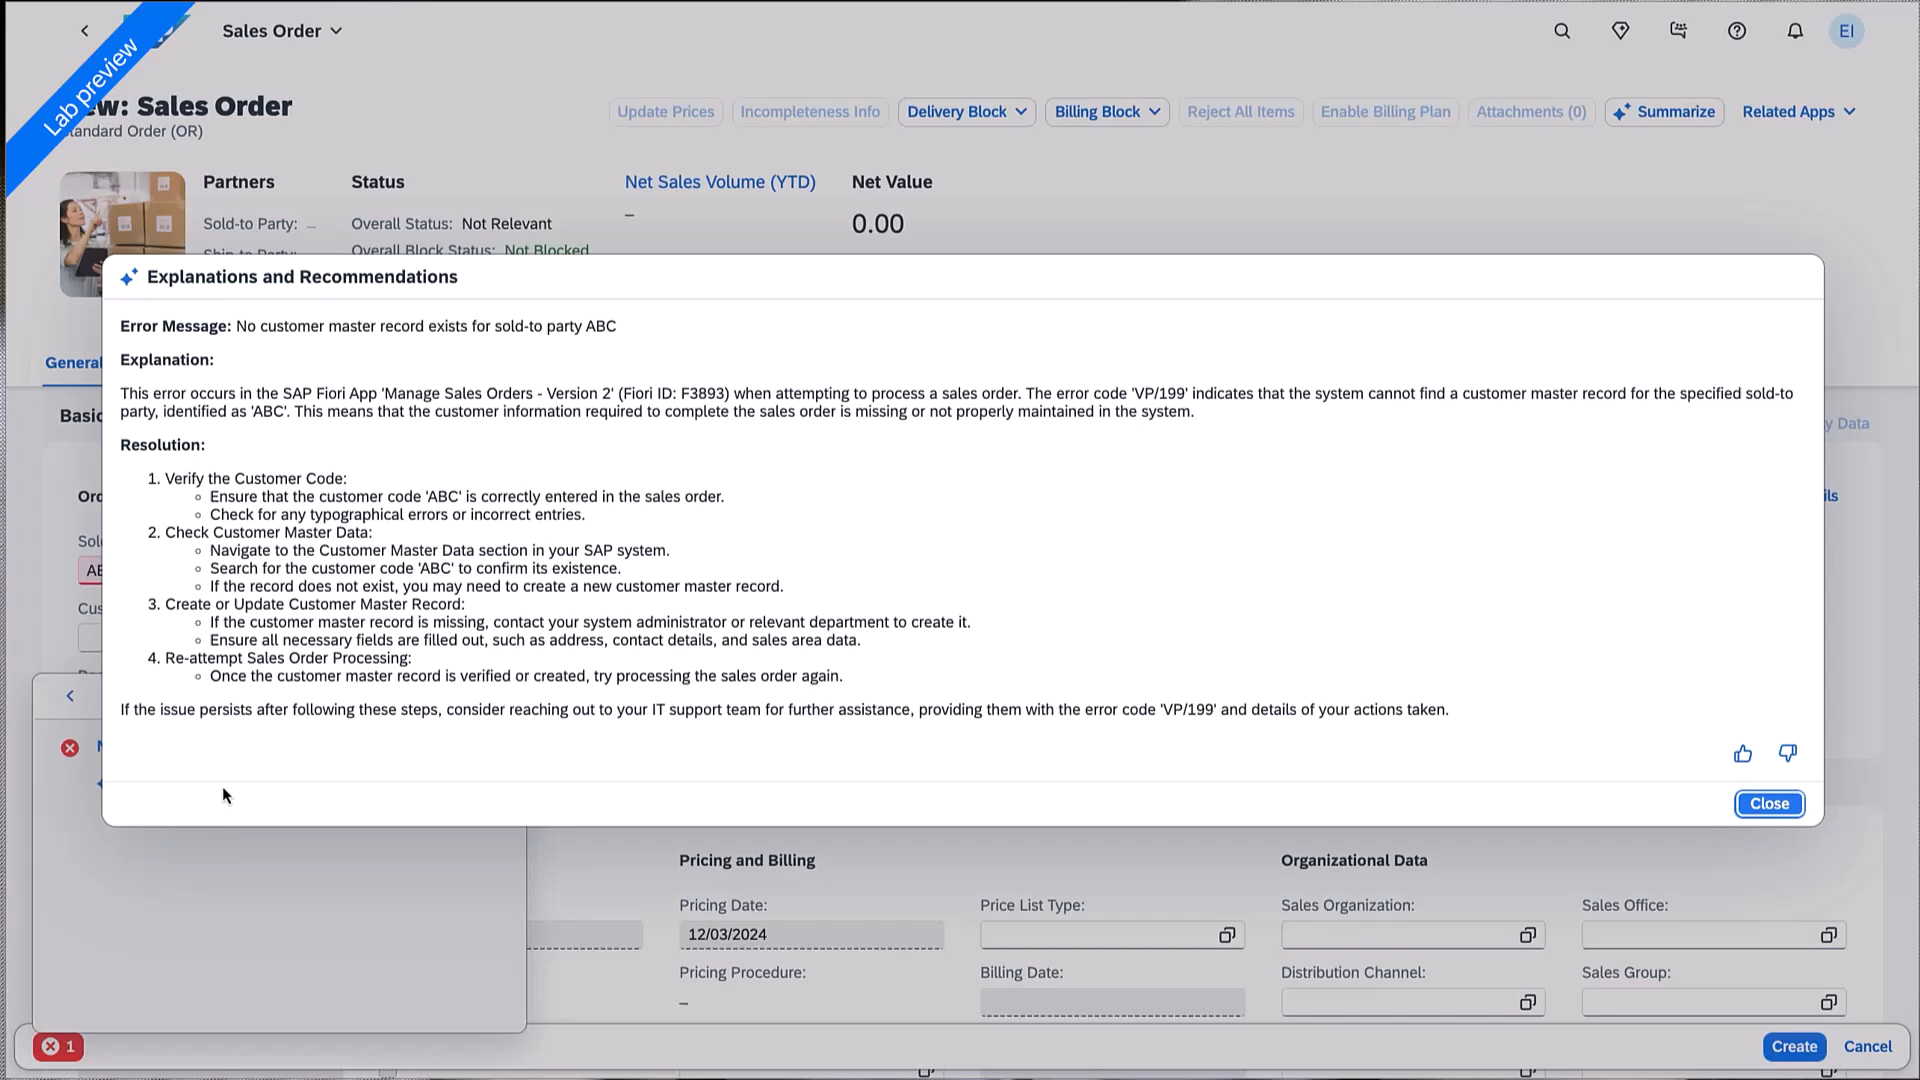 Lab preview
Sales Order
EI
ew: Sales Order
tandard Order (OR)
Update Prices
Incompleteness Info
Delivery Block
Billing Block
Reject All Items
Enable Billing Plan
Attachments (0)
Summarize
Related Apps
Partners
Status
Net Sales Volume (YTD)
Net Value
Sold-to Party: –
Overall Status: Not Relevant
–
0.00
Ship-to Party:
Overall Block Status: Not Blocked
Explanations and Recommendations
Error Message: No customer master record exists for sold-to party ABC
Explanation:
General
This error occurs in the SAP Fiori App 'Manage Sales Orders - Version 2' (Fiori ID: F3893) when attempting to process a sales order. The error code 'VP/199' indicates that the system cannot find a customer master record for the specified sold-to
party, identified as 'ABC'. This means that the customer information required to complete the sales order is missing or not properly maintained in the system.
Basic
y Data
Resolution:
1. Verify the Customer Code:
Ensure that the customer code 'ABC' is correctly entered in the sales order.
Ord
ils
Check for any typographical errors or incorrect entries.
2. Check Customer Master Data:
Sol
Navigate to the Customer Master Data section in your SAP system.
Search for the customer code 'ABC' to confirm its existence.
AB
If the record does not exist, you may need to create a new customer master record.
3. Create or Update Customer Master Record:
Cus
If the customer master record is missing, contact your system administrator or relevant department to create it.
Ensure all necessary fields are filled out, such as address, contact details, and sales area data.
4. Re-attempt Sales Order Processing:
Once the customer master record is verified or created, try processing the sales order again.
If the issue persists after following these steps, consider reaching out to your IT support team for further assistance, providing them with the error code 'VP/199' and details of your actions taken.
Close
Pricing and Billing
Organizational Data
Pricing Date:
Price List Type:
Sales Organization:
Sales Office:
12/03/2024
Pricing Procedure:
Billing Date:
Distribution Channel:
Sales Group:
–
1
Create
Cancel